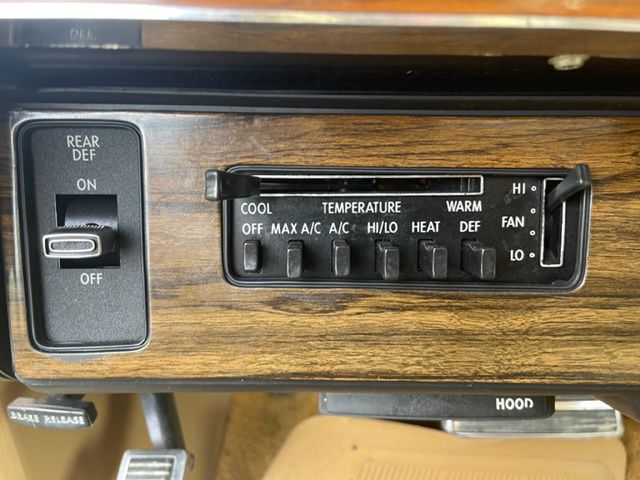 REAR
DEF
ON
OFF
COOL TEMPERATURE WARM
OFF MAX A/C A/C HI/LO HEAT DEF
HI
FAN
LO
BRAKE RELEASE
HOOD